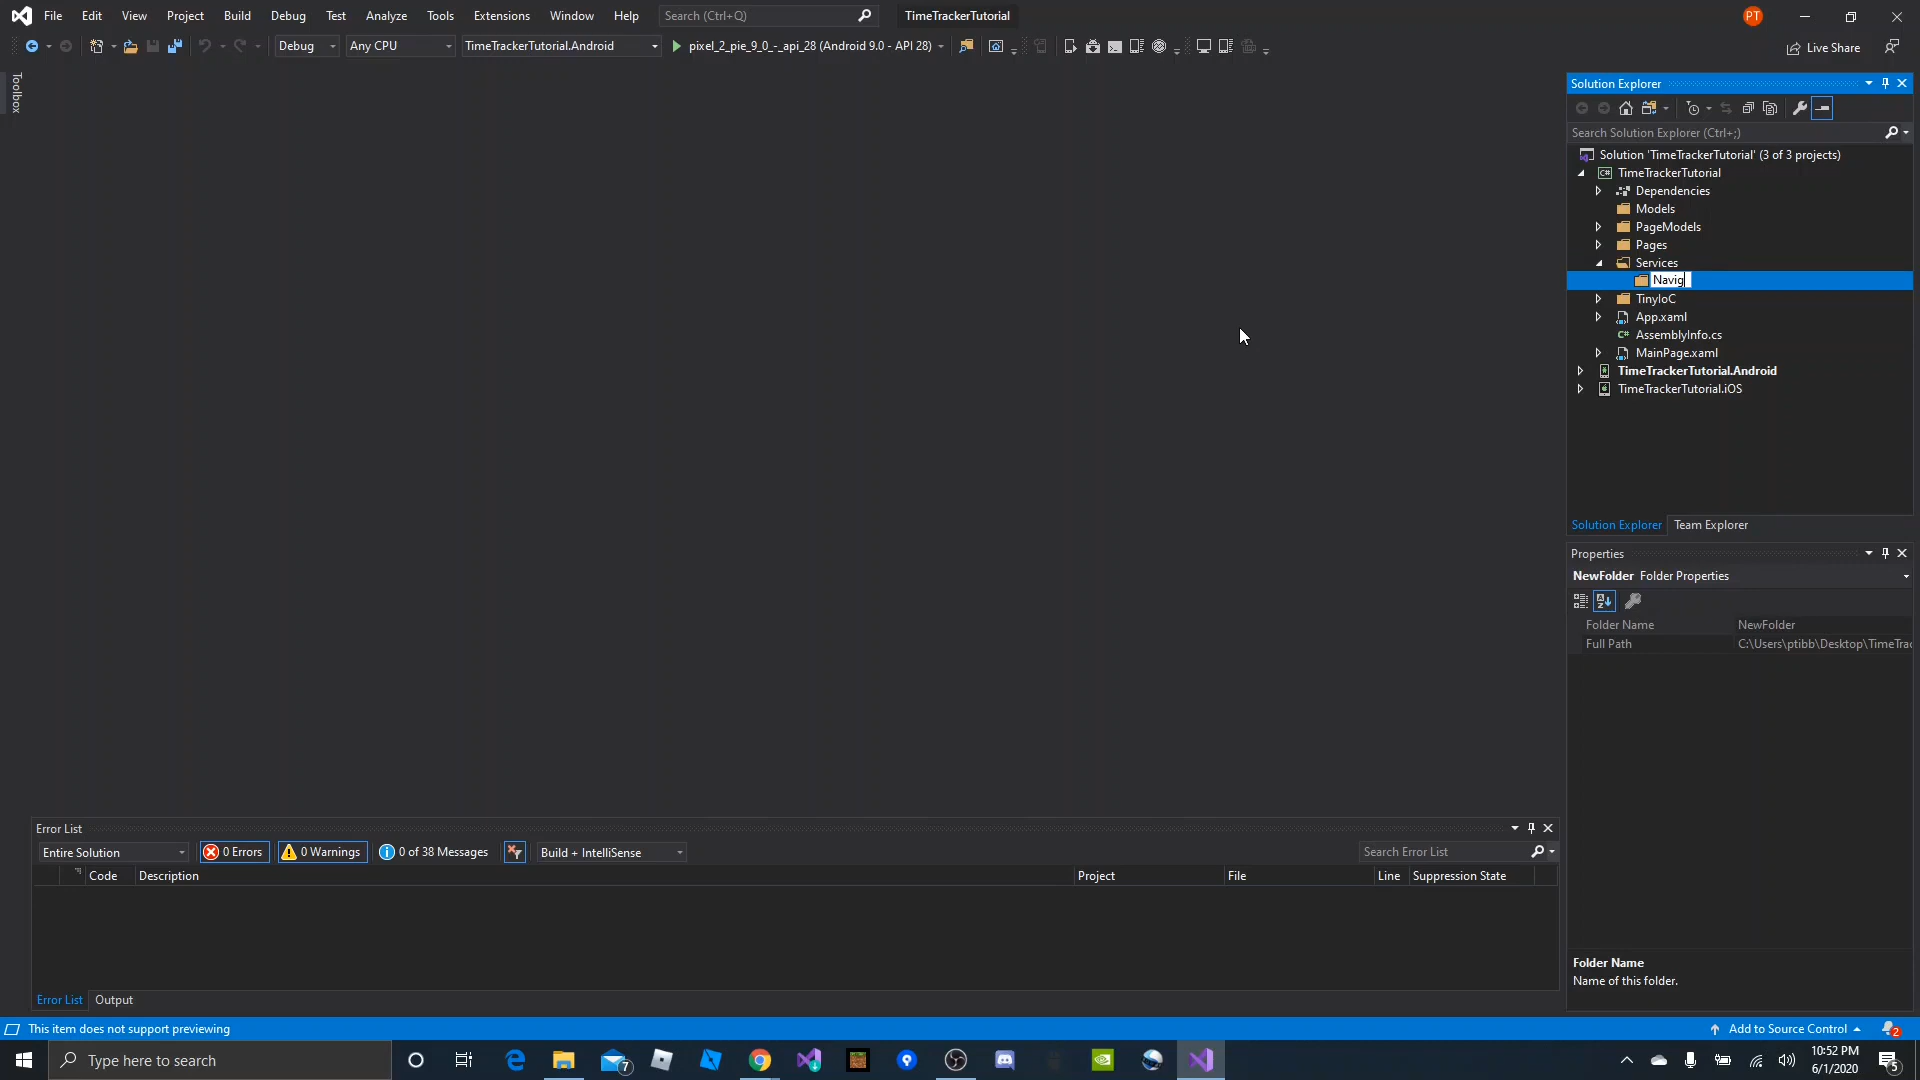 File Edit View Project Build Debug Test Analyze Tools Extensions Window Help Search (Ctrl+Q) TimeTrackerTutorial PT
Debug Any CPU TimeTrackerTutorial.Android pixel_2_pie_9_0_-_api_28 (Android 9.0 - API 28) Live Share
Toolbox
Solution Explorer
Search Solution Explorer (Ctrl+;)
Solution 'TimeTrackerTutorial' (3 of 3 projects)
C# TimeTrackerTutorial
Dependencies
Models
PageModels
Pages
Services
Navig
TinyIoC
App.xaml
C# AssemblyInfo.cs
MainPage.xaml
TimeTrackerTutorial.Android
TimeTrackerTutorial.iOS
Solution Explorer Team Explorer
Properties
NewFolder Folder Properties
Folder Name NewFolder
Full Path C:\Users\ptibb\Desktop\TimeTrac
Folder Name
Name of this folder.
Error List
Entire Solution 0 Errors 0 Warnings 0 of 38 Messages Build + IntelliSense Search Error List
Code Description Project File Line Suppression State
Error List Output
This item does not support previewing Add to Source Control 2
Type here to search 7 10:52 PM
6/1/2020 5